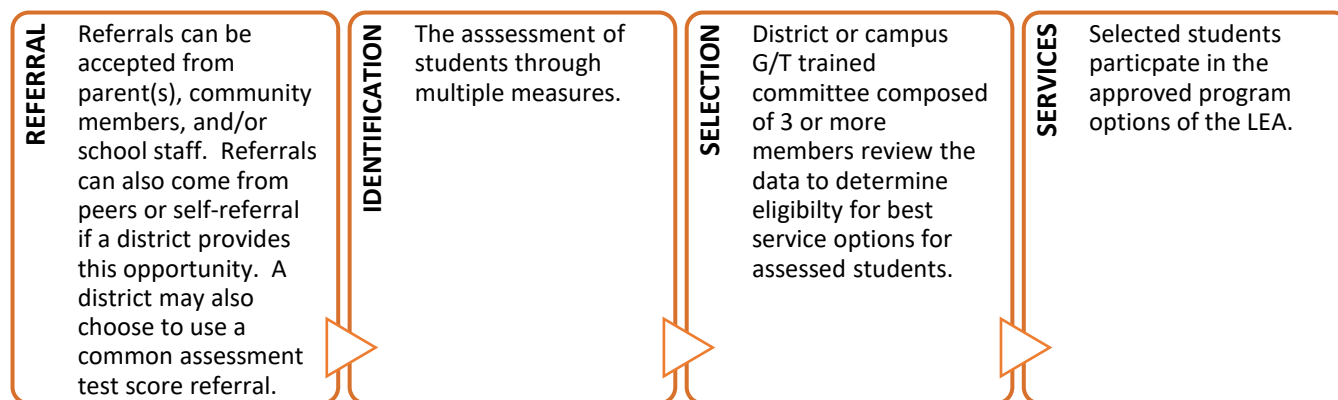 REFERRAL
Referrals can be
accepted from
parent(s), community
members, and/or
school staff.  Referrals
can also come from
peers or self-referral
if a district provides
this opportunity.  A
district may also
choose to use a
common assessment
test score referral.
IDENTIFICATION
The asssessment of
students through
multiple measures.
SELECTION
District or campus
G/T trained
committee composed
of 3 or more
members review the
data to determine
eligibilty for best
service options for
assessed students.
SERVICES
Selected students
particpate in the
approved program
options of the LEA.